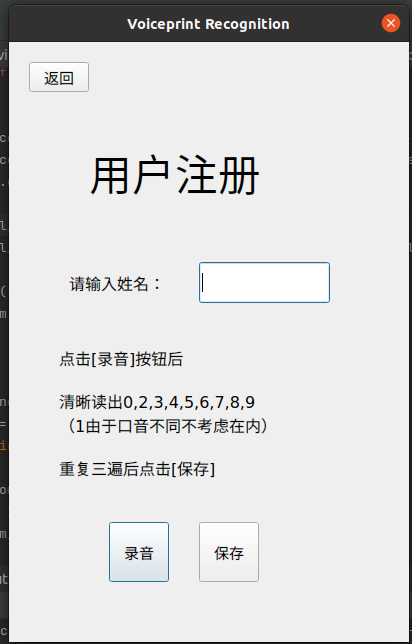 Voiceprint Recognition
返回
用户注册
请输入姓名：
点击[录音]按钮后
清晰读出0,2,3,4,5,6,7,8,9
（1由于口音不同不考虑在内）
重复三遍后点击[保存]
录音
保存